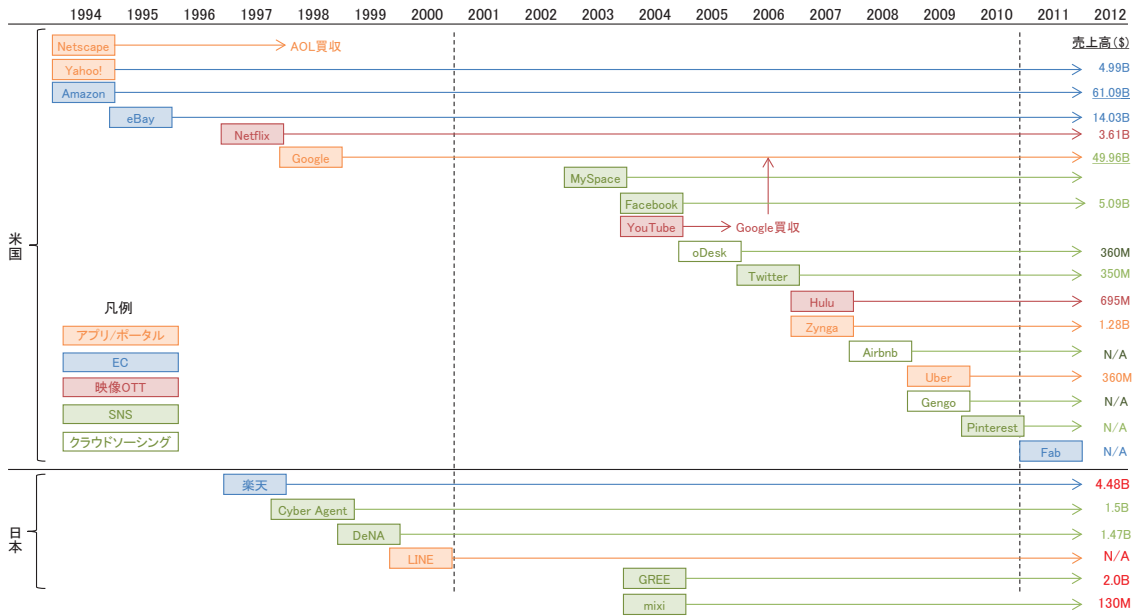 1994 1995 1996 1997 1998 1999 2000 2001 2002 2003 2004 2005 2006 2007 2008 2009 2010 2011 2012
売上高($)
Netscape AOL買収
Yahoo! 4.99B
Amazon 61.09B
eBay 14.03B
Netflix 3.61B
Google 49.96B
MySpace
Facebook 5.09B
YouTube Google買収
米国
oDesk 360M
Twitter 350M
Hulu 695M
Zynga 1.28B
Airbnb N/A
Uber 360M
Gengo N/A
Pinterest N/A
Fab N/A
凡例
アプリ/ポータル
EC
映像OTT
SNS
クラウドソーシング
日本
楽天 4.48B
Cyber Agent 1.5B
DeNA 1.47B
LINE N/A
GREE 2.0B
mixi 130M